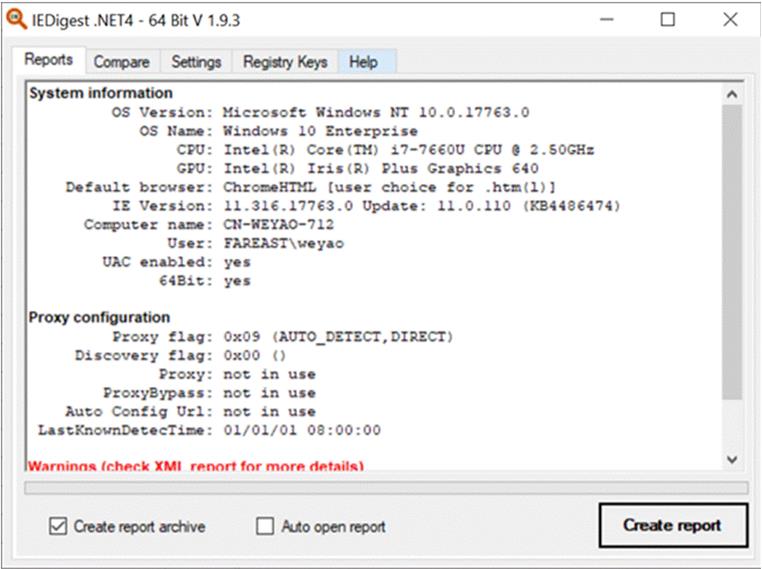 IEDigest .NET4 - 64 Bit V 1.9.3
Reports Compare Settings Registry Keys Help
System information
OS Version: Microsoft Windows NT 10.0.17763.0
OS Name: Windows 10 Enterprise
CPU: Intel(R) Core(TM) i7-7660U CPU @ 2.50GHz
GPU: Intel(R) Iris(R) Plus Graphics 640
Default browser: ChromeHTML [user choice for .htm(l)]
IE Version: 11.316.17763.0 Update: 11.0.110 (KB4486474)
Computer name: CN-WEYAO-712
User: FAREAST\weyao
UAC enabled: yes
64Bit: yes
Proxy configuration
Proxy flag: 0x09 (AUTO_DETECT,DIRECT)
Discovery flag: 0x00 ()
Proxy: not in use
ProxyBypass: not in use
Auto Config Url: not in use
LastKnownDetecTime: 01/01/01 08:00:00
Warnings (check XML report for more details)
Create report archive Auto open report Create report